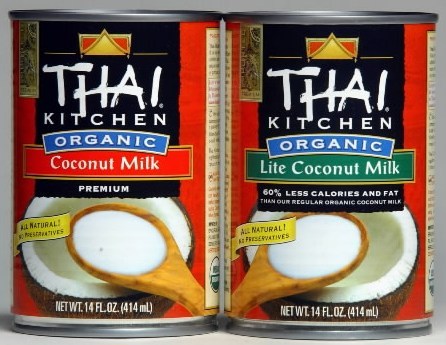 THAI
KITCHEN
ORGANIC
Coconut Milk
PREMIUM
ALL NATURAL!
NO PRESERVATIVES
NET WT. 14 FL. OZ. (414 mL)
THAI
KITCHEN
ORGANIC
Lite Coconut Milk
60% LESS CALORIES AND FAT
THAN OUR REGULAR ORGANIC COCONUT MILK
ALL NATURAL!
NO PRESERVATIVES
NET WT. 14 FL. OZ. (414 mL)